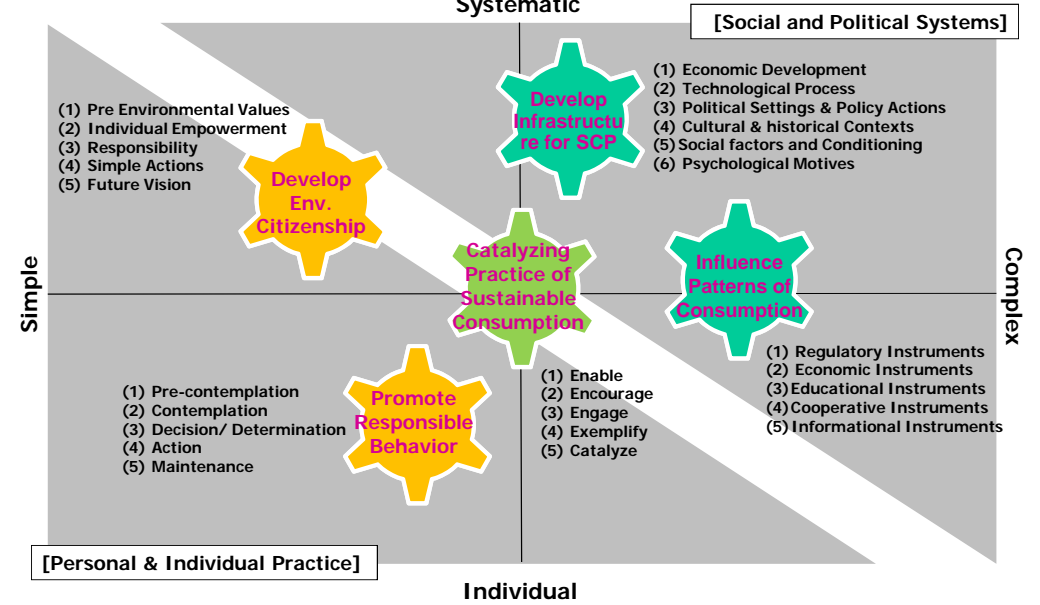 Systematic
[Social and Political Systems]
(1) Economic Development
(2) Technological Process
(3) Political Settings & Policy Actions
(4) Cultural & historical Contexts
(5) Social factors and Conditioning
(6) Psychological Motives
Develop
Infrastructu
re for SCP
(1) Pre Environmental Values
(2) Individual Empowerment
(3) Responsibility
(4) Simple Actions
(5) Future Vision
Develop
Env.
Citizenship
Catalyzing
Practice of
Sustainable
Consumption
Influence
Patterns of
Consumption
Simple
Complex
(1) Regulatory Instruments
(2) Economic Instruments
(3) Educational Instruments
(4) Cooperative Instruments
(5) Informational Instruments
(1) Enable
(2) Encourage
(3) Engage
(4) Exemplify
(5) Catalyze
(1) Pre-contemplation
(2) Contemplation
(3) Decision/ Determination
(4) Action
(5) Maintenance
Promote
Responsible
Behavior
[Personal & Individual Practice]
Individual